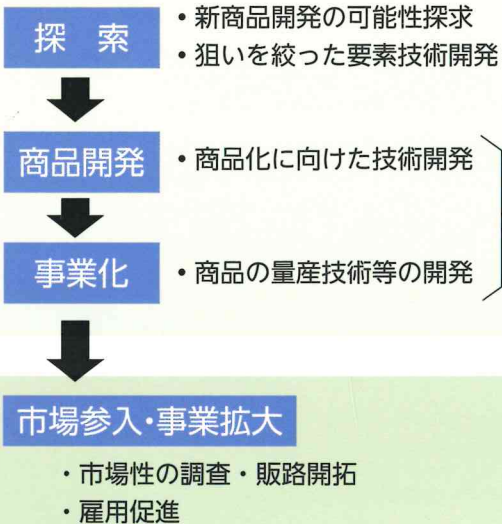 探 索
・新商品開発の可能性探求
・狙いを絞った要素技術開発
商品開発
・商品化に向けた技術開発
事業化
・商品の量産技術等の開発
市場参入・事業拡大
・市場性の調査・販路開拓
・雇用促進